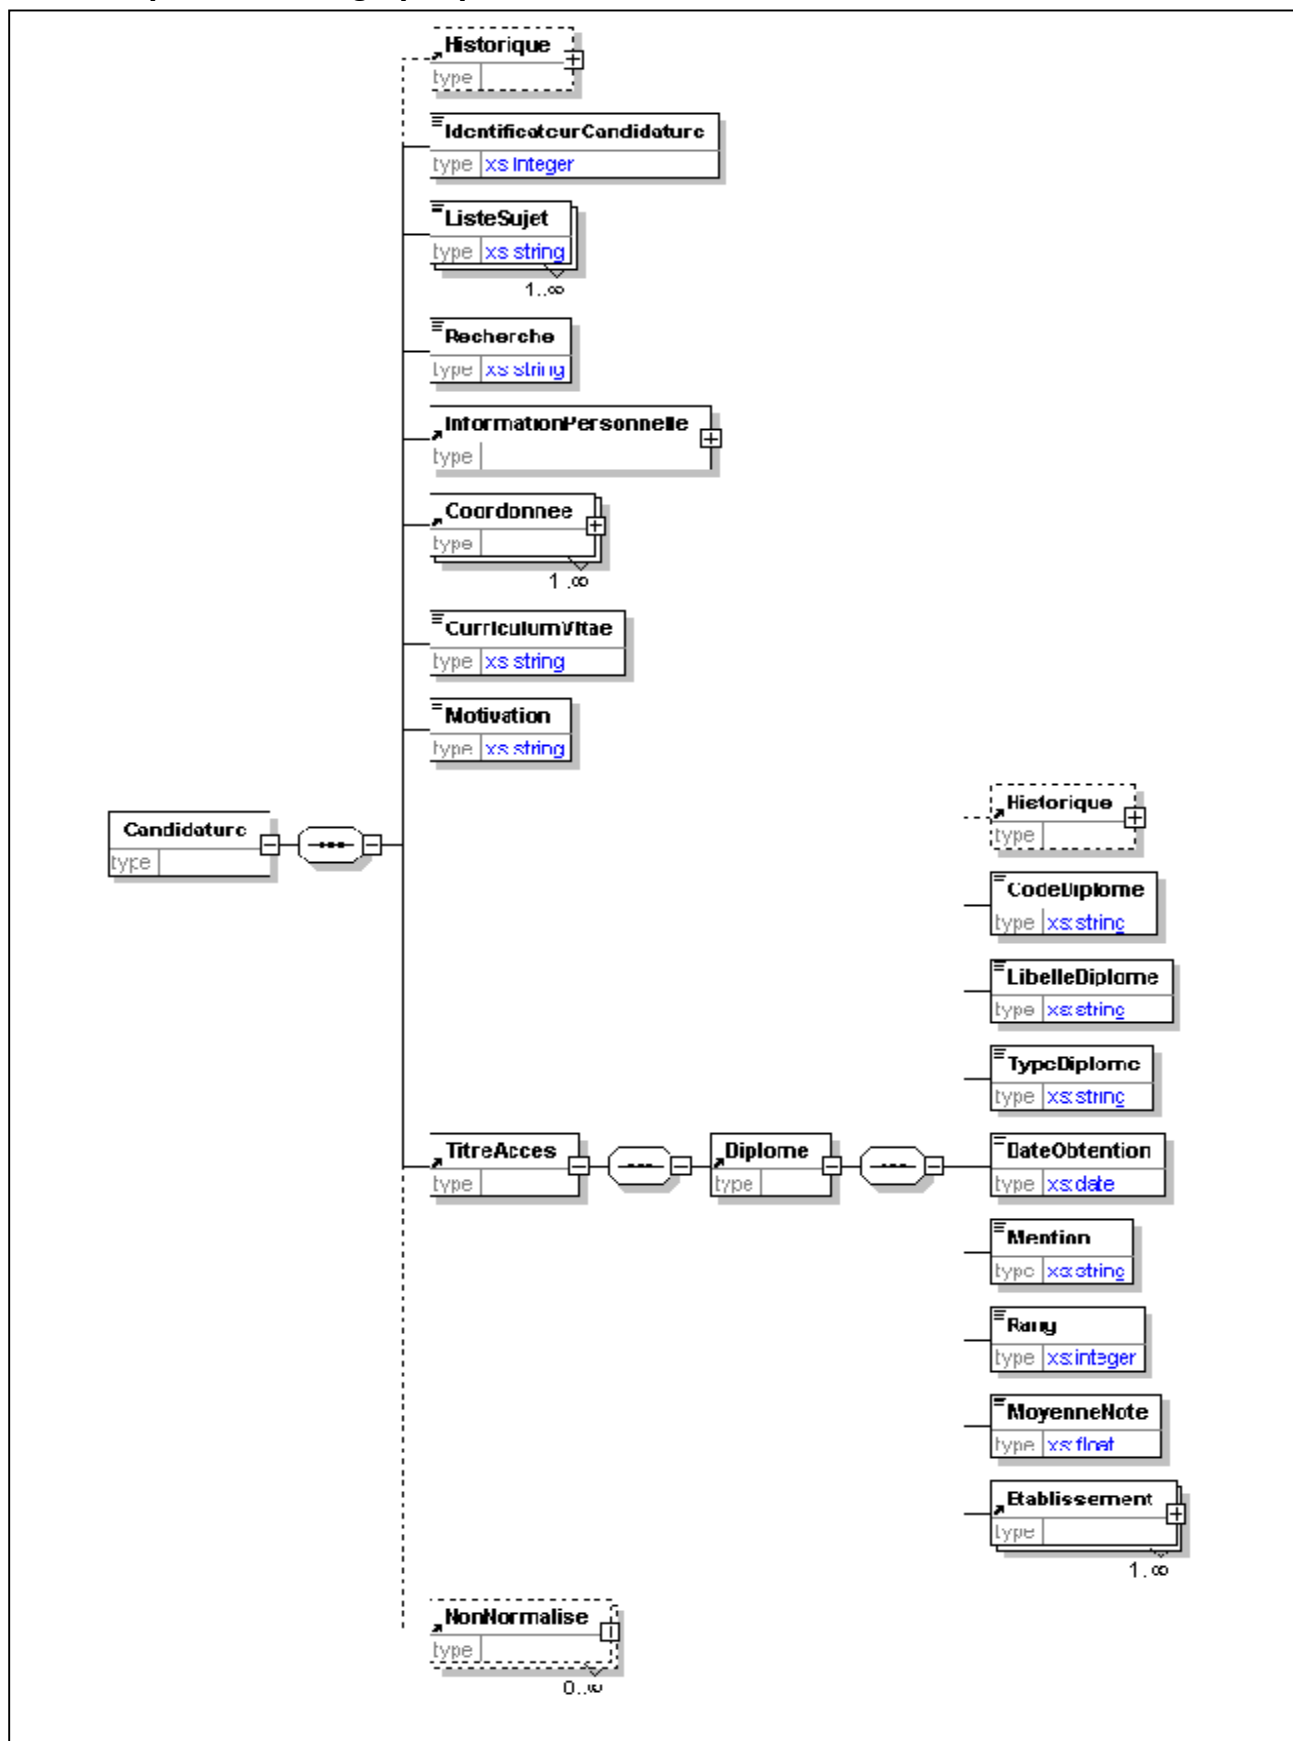 Historique
type
IdentificateurCandidature
type xs:integer
ListeSujet
type xs:string
1..∞
Recherche
type xs:string
InformationPersonnelle
type
Coordonnee
type
1..∞
CurriculumVitae
type xs:string
Motivation
type xs:string
Candidature
type
Historique
type
CodeDiplome
type xs:string
LibelleDiplome
type xs:string
TypeDiplome
type xs:string
TitreAcces
type
Diplome
type
DateObtention
type xs:date
Mention
type xs:string
Rang
type xs:integer
MoyenneNote
type xs:float
Etablissement
type
1..∞
NonNormalise
type
0..∞